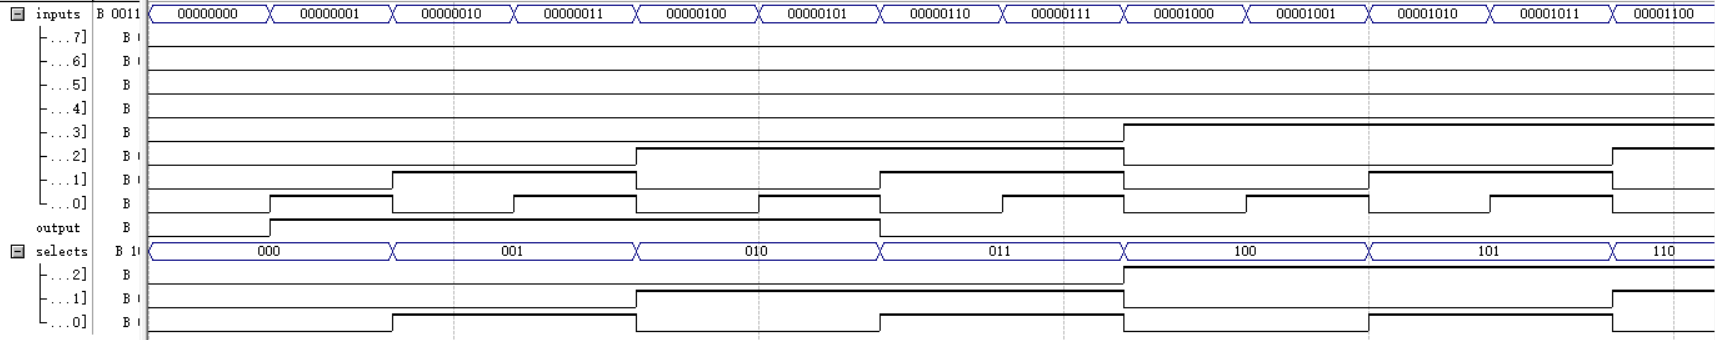 inputs B 0011 00000000 00000001 00000010 00000011 00000100 00000101 00000110 00000111 00001000 00001001 00001010 00001011 00001100
...7] B
...6] B
...5] B
...4] B
...3] B
...2] B
...1] B
...0] B
output B
selects B 1 000 001 010 011 100 101 110
...2] B
...1] B
...0] B